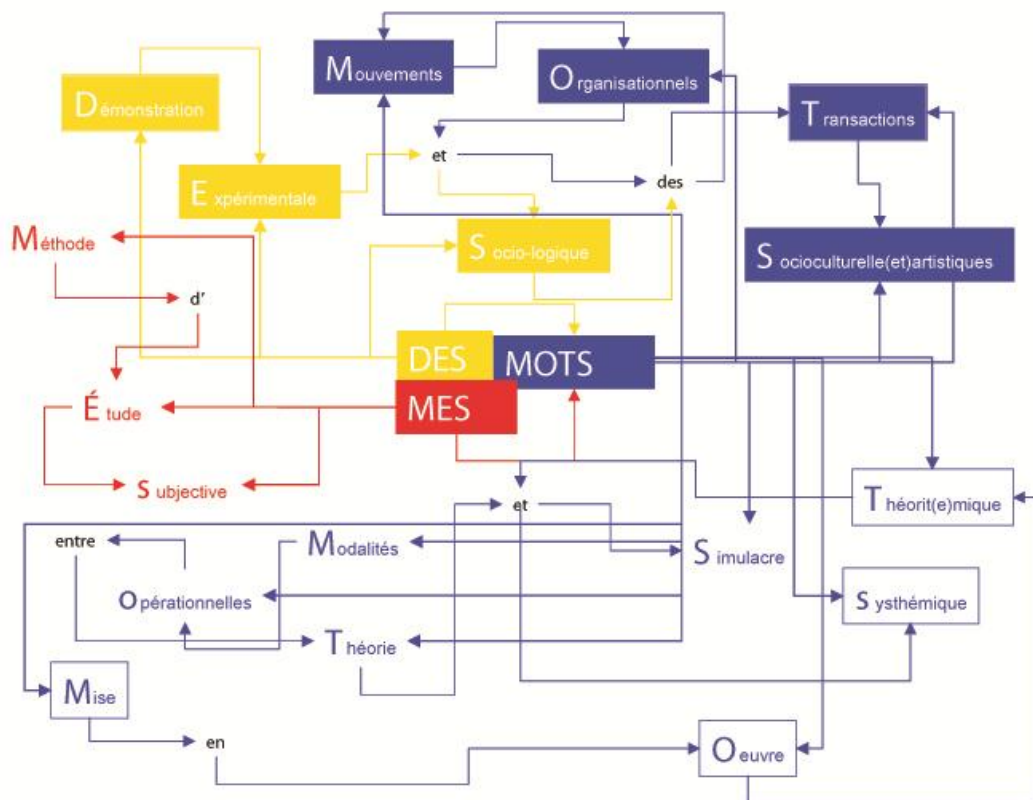 Mouvements
Organisationnels
Démonstration
Transactions
et
des
Expérimentale
Méthode
Socio-logique
Socioculturelle(et)artistiques
d'
DES
MOTS
MES
Étude
Subjective
Théorit(e)mique
et
entre
Modalités
Simulacre
Opérationnelles
Systhémique
Théorie
Mise
en
Oeuvre